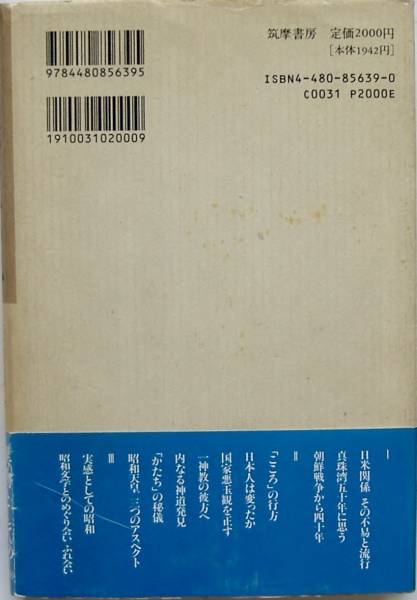 9784480856395
1910031020009
筑摩書房 定価2000円
[本体1942円]
ISBN4-480-85639-0
C0031 P2000E
I
日米関係 その不易と流行
真珠湾五十年に思う
朝鮮戦争から四十年
II
「こころ」の行方
日本人は変ったか
国家悪玉観を正す
一神教の彼方へ
内なる神道発見
「かたち」の秘儀
昭和天皇 三つのアスペクト
III
実感としての昭和
昭和文学とのめぐり会い ふれ会い